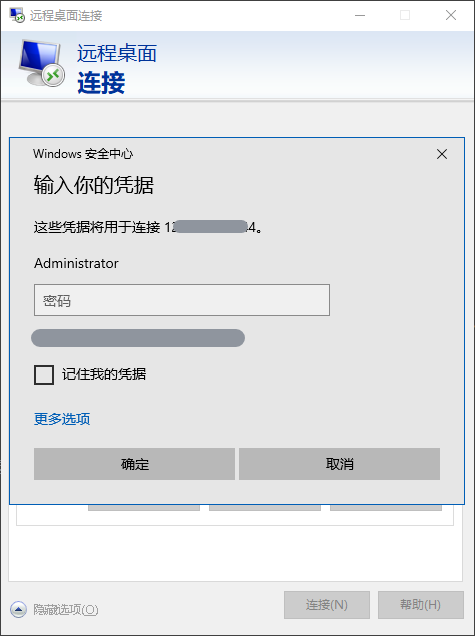 远程桌面连接
远程桌面
连接
Windows 安全中心
输入你的凭据
这些凭据将用于连接 12 4。
Administrator
密码
记住我的凭据
更多选项
确定
取消
隐藏选项(O)
连接(N)
帮助(H)